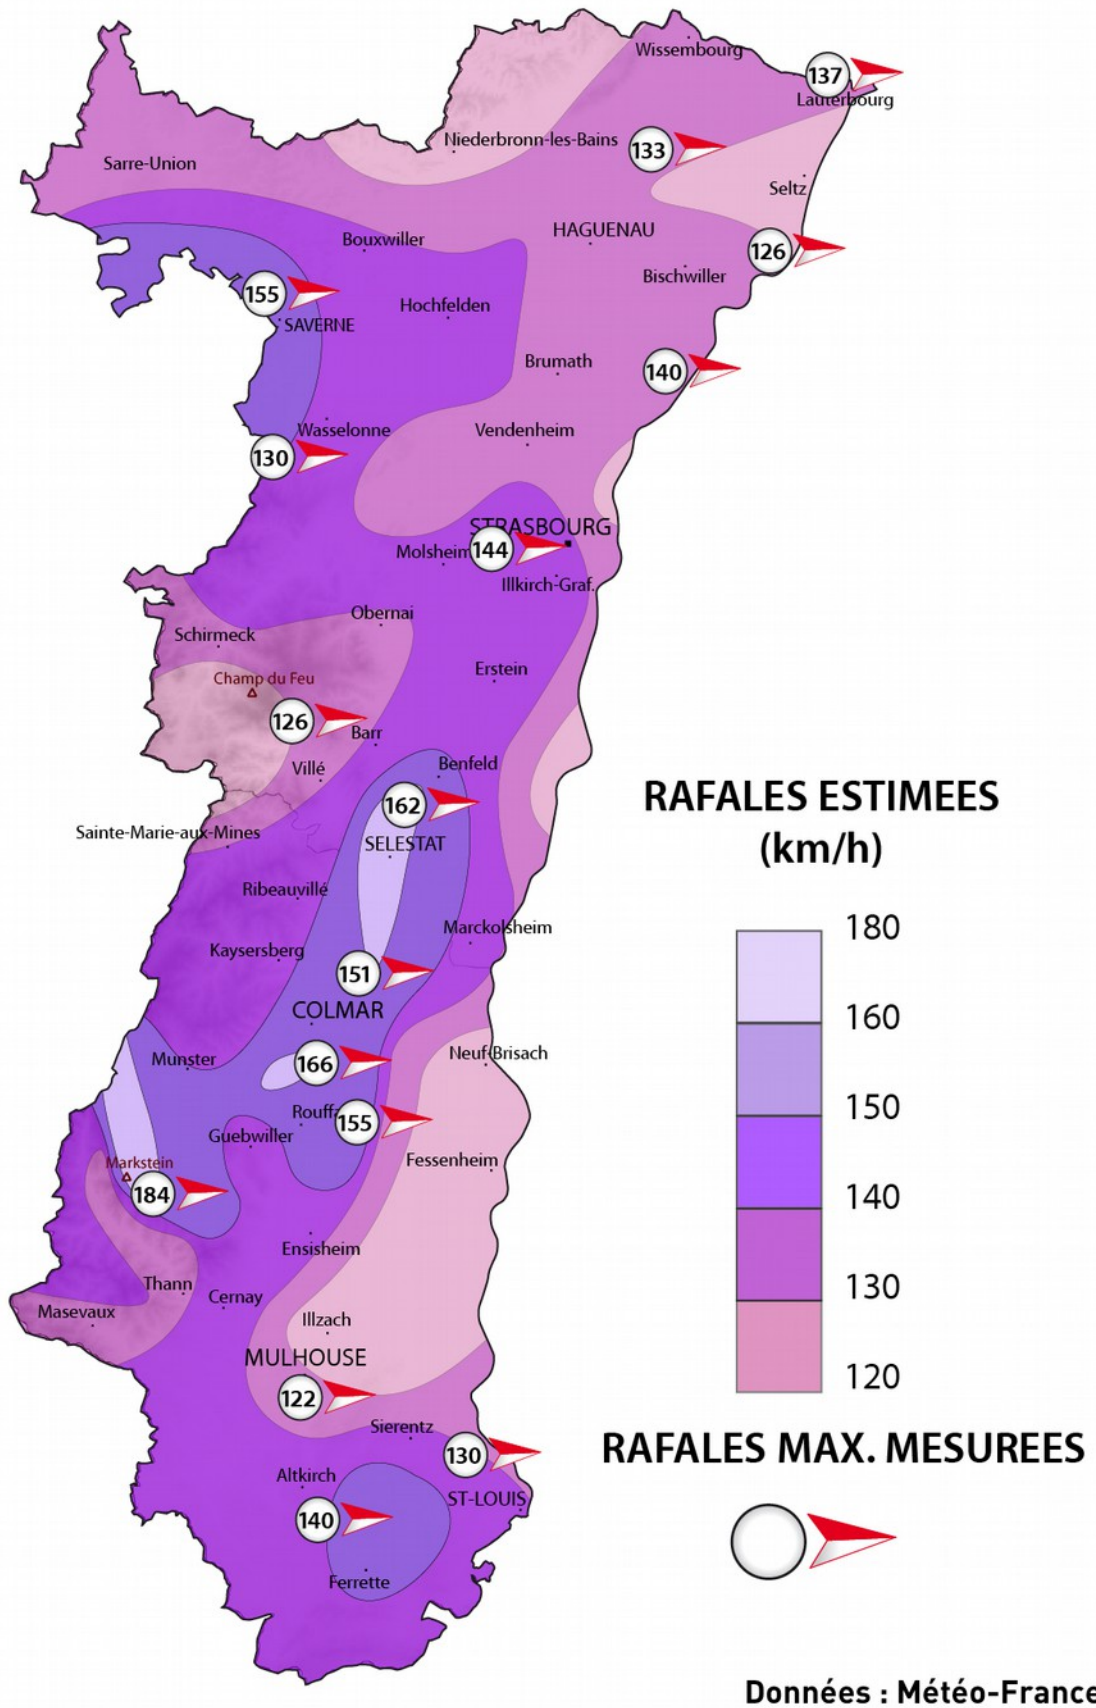 Wissembourg
137
Lauterbourg
Niederbronn-les-Bains
133
Sarre-Union
Seltz
HAGUENAU
Bouxwiller
126
Bischwiller
155
Hochfelden
SAVERNE
Brumath
140
Wasselonne
Vendenheim
130
STRASBOURG
Molsheim
144
Illkirch-Graf.
Obernai
Schirmeck
Erstein
Champ du Feu
126
Barr
Villé
Benfeld
162
Sainte-Marie-aux-Mines
SELESTAT
Ribeauvillé
Marckolsheim
Kaysersberg
151
COLMAR
Munster
166
Neuf-Brisach
Rouff
155
Guebwiller
Fessenheim
Markstein
184
Ensisheim
Thann
Cernay
Masevaux
Illzach
MULHOUSE
122
Sierentz
130
Altkirch
ST-LOUIS
140
Ferrette
RAFALES ESTIMEES
(km/h)
180
160
150
140
130
120
RAFALES MAX. MESUREES
Données : Météo-France